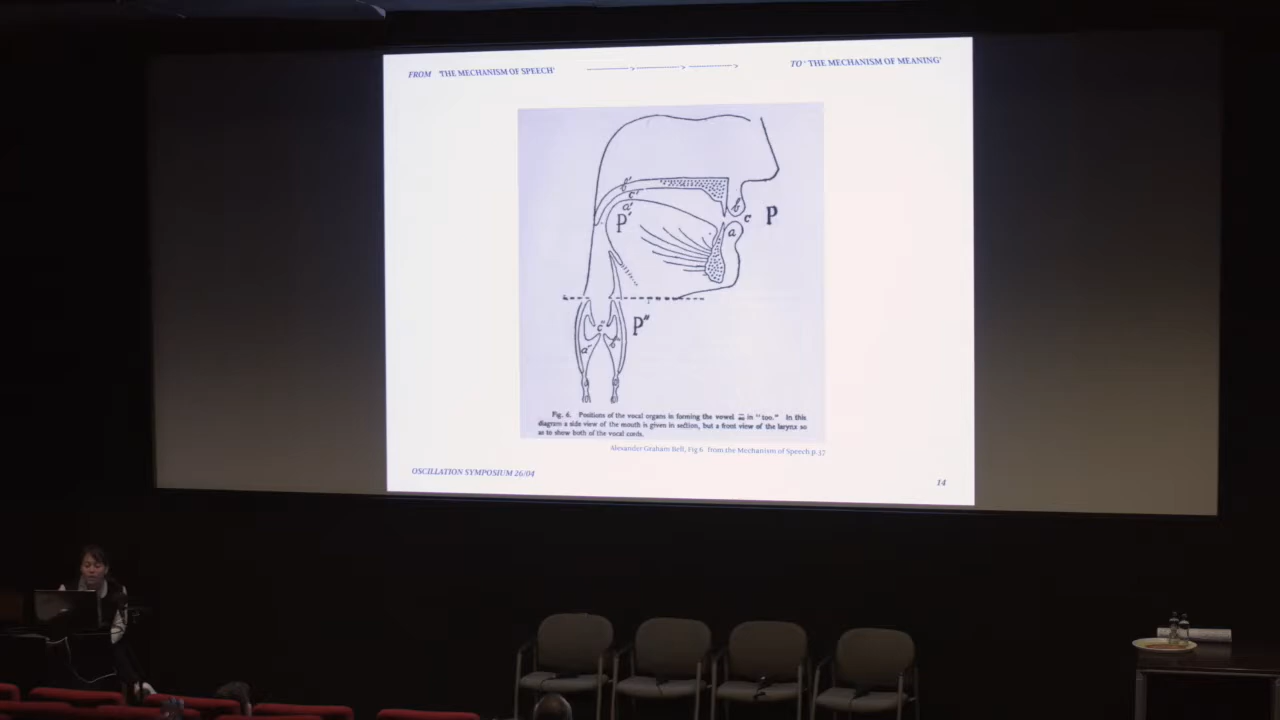 FROM 'THE MECHANISM OF SPEECH'
TO 'THE MECHANISM OF MEANING'
f'
c'
a'
P'
b
c
P
a
P"
c"
a"
b"
Fig. 6. Positions of the vocal organs in forming the vowel in "too." In this
diagram a side view of the mouth is given in section, but a front view of the larynx so
as to show both of the vocal cords.
Alexander Graham Bell, Fig 6 from the Mechanism of Speech p.37
OSCILLATION SYMPOSIUM 26/04
14